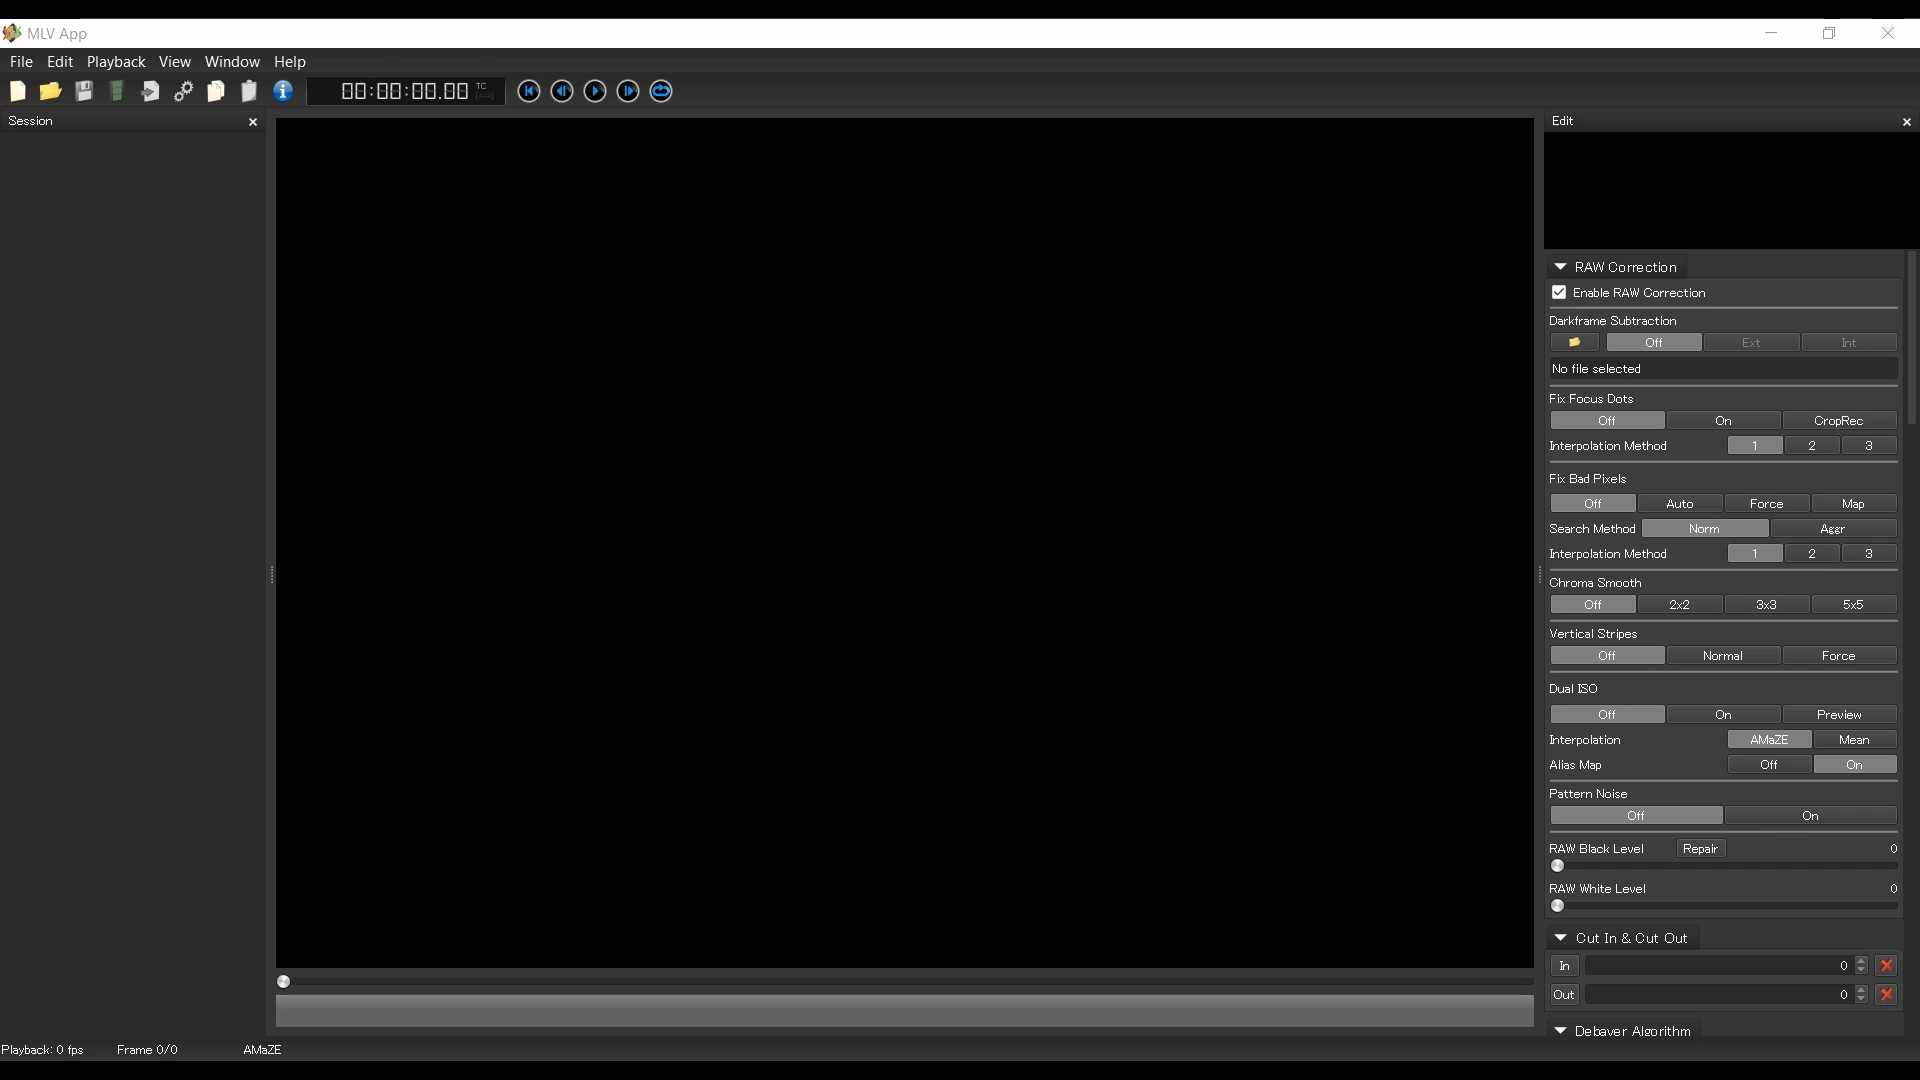 MLV App
File Edit Playback View Window Help
00:00:00.00 TC
Session
Edit
RAW Correction
Enable RAW Correction
Darkframe Subtraction
Off Ext Int
No file selected
Fix Focus Dots
Off On CropRec
Interpolation Method 1 2 3
Fix Bad Pixels
Off Auto Force Map
Search Method Norm Aggr
Interpolation Method 1 2 3
Chroma Smooth
Off 2x2 3x3 5x5
Vertical Stripes
Off Normal Force
Dual ISO
Off On Preview
Interpolation AMaZE Mean
Alias Map Off On
Pattern Noise
Off On
RAW Black Level Repair 0
RAW White Level 0
Cut In & Cut Out
In 0
Out 0
Debayer Algorithm
Playback: 0 fps Frame 0/0 AMaZE